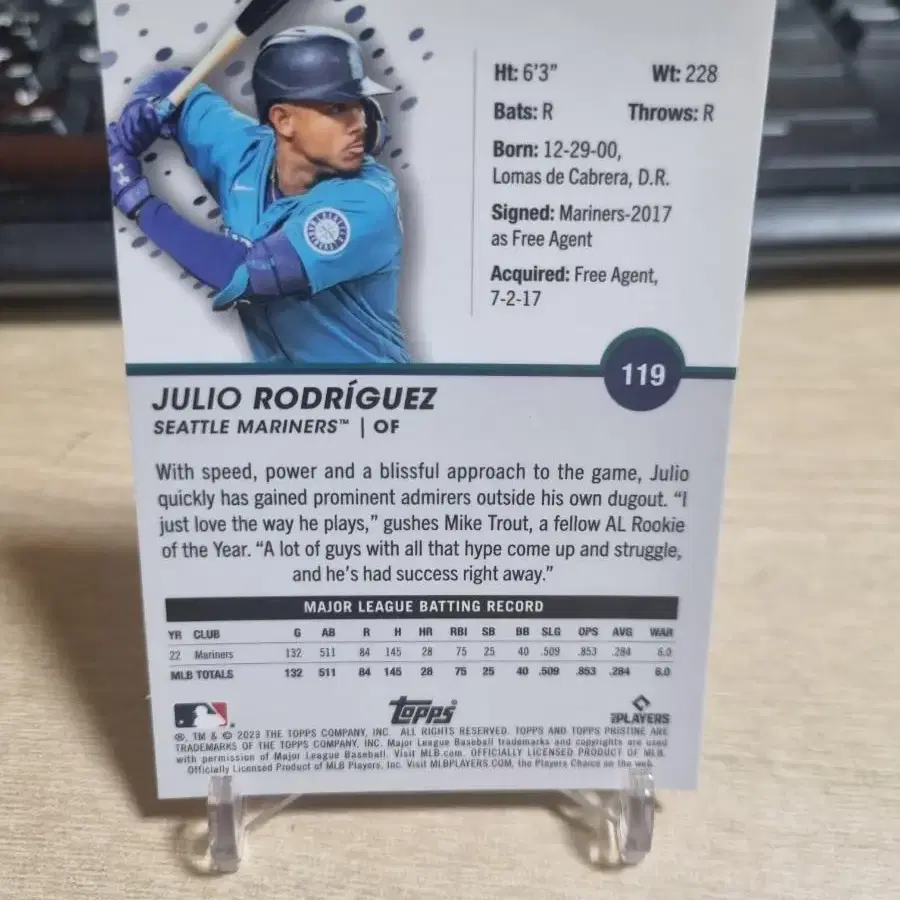 Ht: 6'3" Wt: 228
Bats: R Throws: R
Born: 12-29-00,
Lomas de Cabrera, D.R.
Signed: Mariners-2017
as Free Agent
Acquired: Free Agent,
7-2-17
119
JULIO RODRÍGUEZ
SEATTLE MARINERS™ | OF
With speed, power and a blissful approach to the game, Julio
quickly has gained prominent admirers outside his own dugout. "I
just love the way he plays," gushes Mike Trout, a fellow AL Rookie
of the Year. "A lot of guys with all that hype come up and struggle,
and he's had success right away."
MAJOR LEAGUE BATTING RECORD
YR CLUB G AB R H HR RBI SB BB SLG OPS AVG WAR
22 Mariners 132 511 84 145 28 75 25 40 .509 .853 .284 6.0
MLB TOTALS 132 511 84 145 28 75 25 40 .509 .853 .284 6.0
topps
PLAYERS
®, TM & © 2023 THE TOPPS COMPANY, INC. ALL RIGHTS RESERVED. TOPPS AND TOPPS PRISTINE ARE
TRADEMARKS OF THE TOPPS COMPANY, INC. Major League Baseball trademarks and copyrights are used
with permission of Major League Baseball. Visit MLB.com. OFFICIALLY LICENSED PRODUCT OF MLB
Officially Licensed Product of MLB Players, Inc. Visit MLBPLAYERS.COM, the Players Choice on the web.